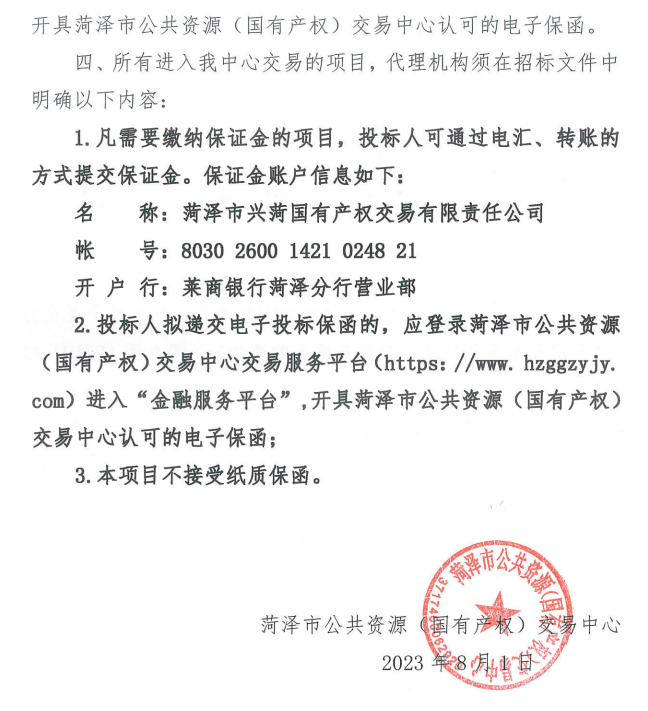 开具菏泽市公共资源（国有产权）交易中心认可的电子保函。
四、所有进入我中心交易的项目，代理机构须在招标文件中
明确以下内容：
1.凡需要缴纳保证金的项目，投标人可通过电汇、转账的
方式提交保证金。保证金账户信息如下：
名　　称：菏泽市兴菏国有产权交易有限责任公司
帐　　号：8030 2600 1421 0248 21
开 户 行：莱商银行菏泽分行营业部
2.投标人拟递交电子投标保函的，应登录菏泽市公共资源
（国有产权）交易中心交易服务平台（https：//www. hzggzyjy.
com）进入“金融服务平台”,开具菏泽市公共资源（国有产权）
交易中心认可的电子保函；
3.本项目不接受纸质保函。
菏泽市公共资源（国有产权）交易中心
2023 年 8 月 1 日
菏泽市公共资源（国有产权）交易中心